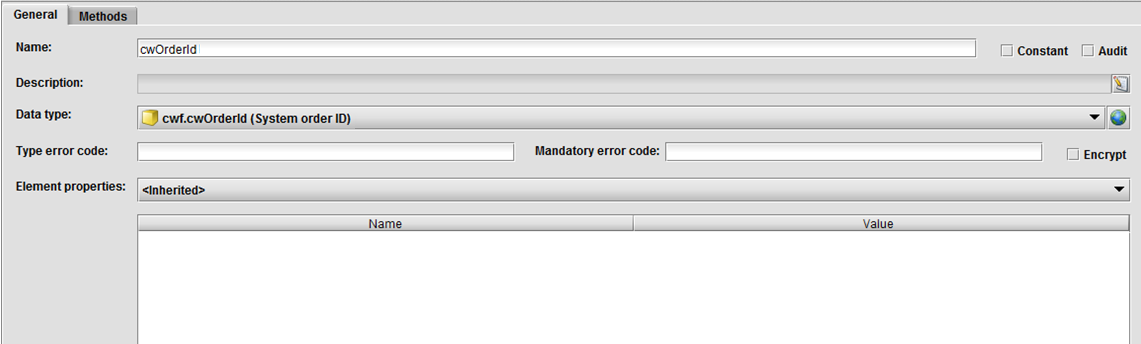 General Methods
Name: cwOrderId Constant Audit
Description:
Data type: cwf.cwOrderId (System order ID)
Type error code: Mandatory error code: Encrypt
Element properties: <Inherited>
Name Value